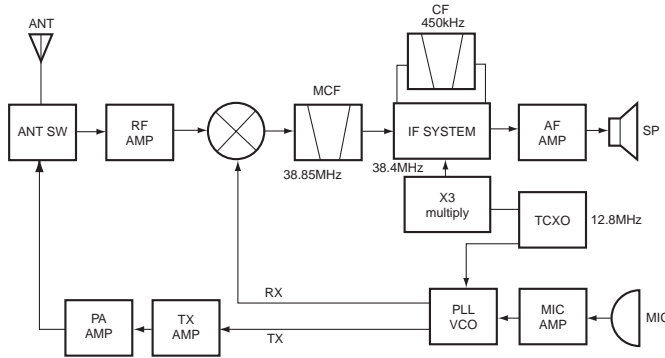 ANT
CF
450kHz
MCF
ANT SW
RF
AMP
IF SYSTEM
AF
AMP
SP
38.85MHz
38.4MHz
X3
multiply
TCXO
12.8MHz
RX
PA
AMP
TX
AMP
TX
PLL
VCO
MIC
AMP
MIC